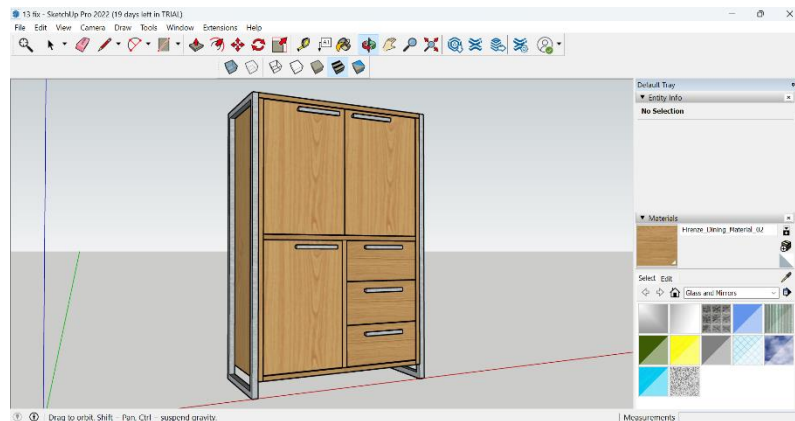 13 fix - SketchUp Pro 2022 (19 days left in TRIAL)
File Edit View Camera Draw Tools Window Extensions Help
Default Tray
Entity Info
No Selection
Materials
Firenze_Dining_Material_02
Select Edit
Glass and Mirrors
Drag to orbit. Shift = Pan, Ctrl = suspend gravity.
Measurements